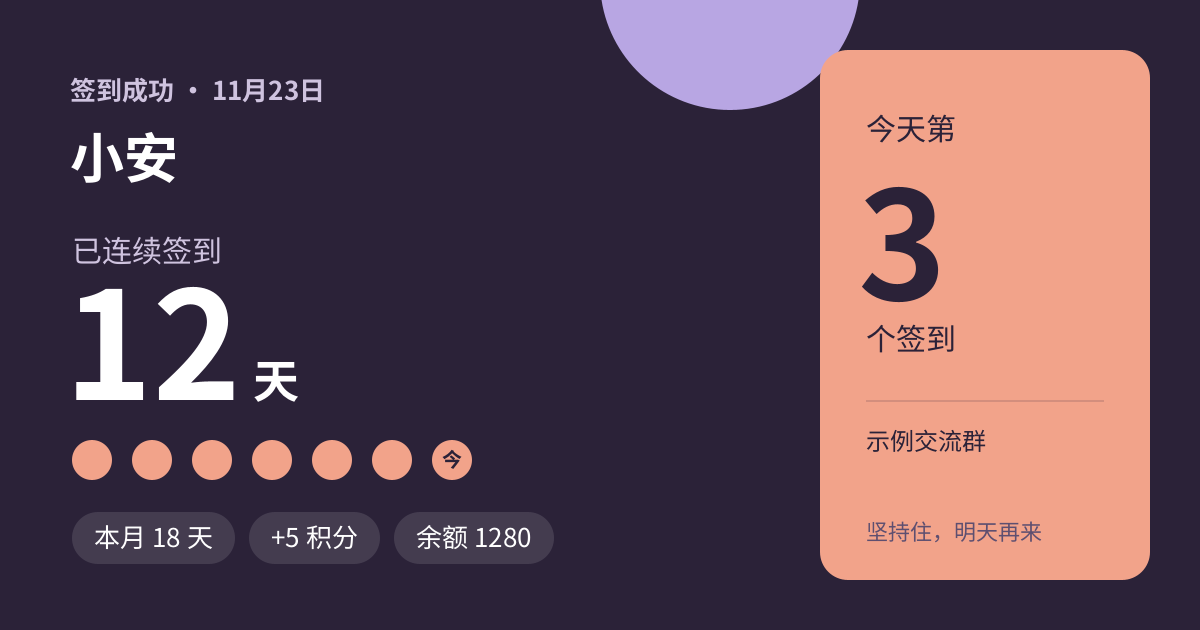 签到成功 · 11月23日
小安
已连续签到
12 天
今
本月 18 天
+5 积分
余额 1280
今天第
3
个签到
示例交流群
坚持住，明天再来